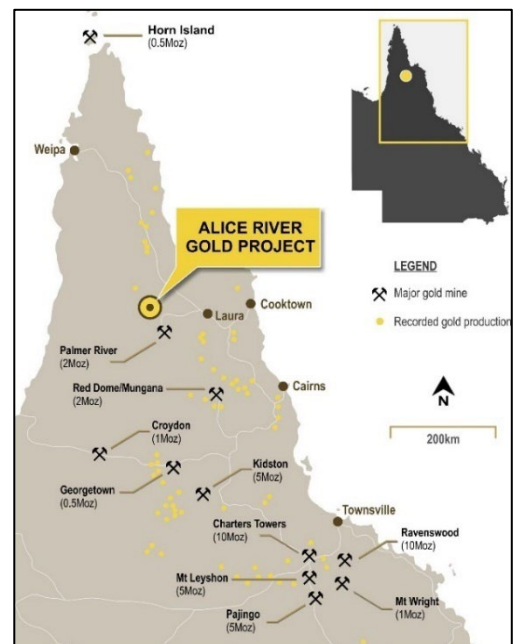 Horn Island
(0.5Moz)
Weipa
ALICE RIVER
GOLD PROJECT
LEGEND
Major gold mine
Recorded gold production
Cooktown
Laura
Palmer River
(2Moz)
Red Dome/Mungana
(2Moz)
Cairns
N
200km
Croydon
(1Moz)
Georgetown
(0.5Moz)
Kidston
(5Moz)
Townsville
Charters Towers
(10Moz)
Ravenswood
(10Moz)
Mt Leyshon
(5Moz)
Mt Wright
(1Moz)
Pajingo
(5Moz)